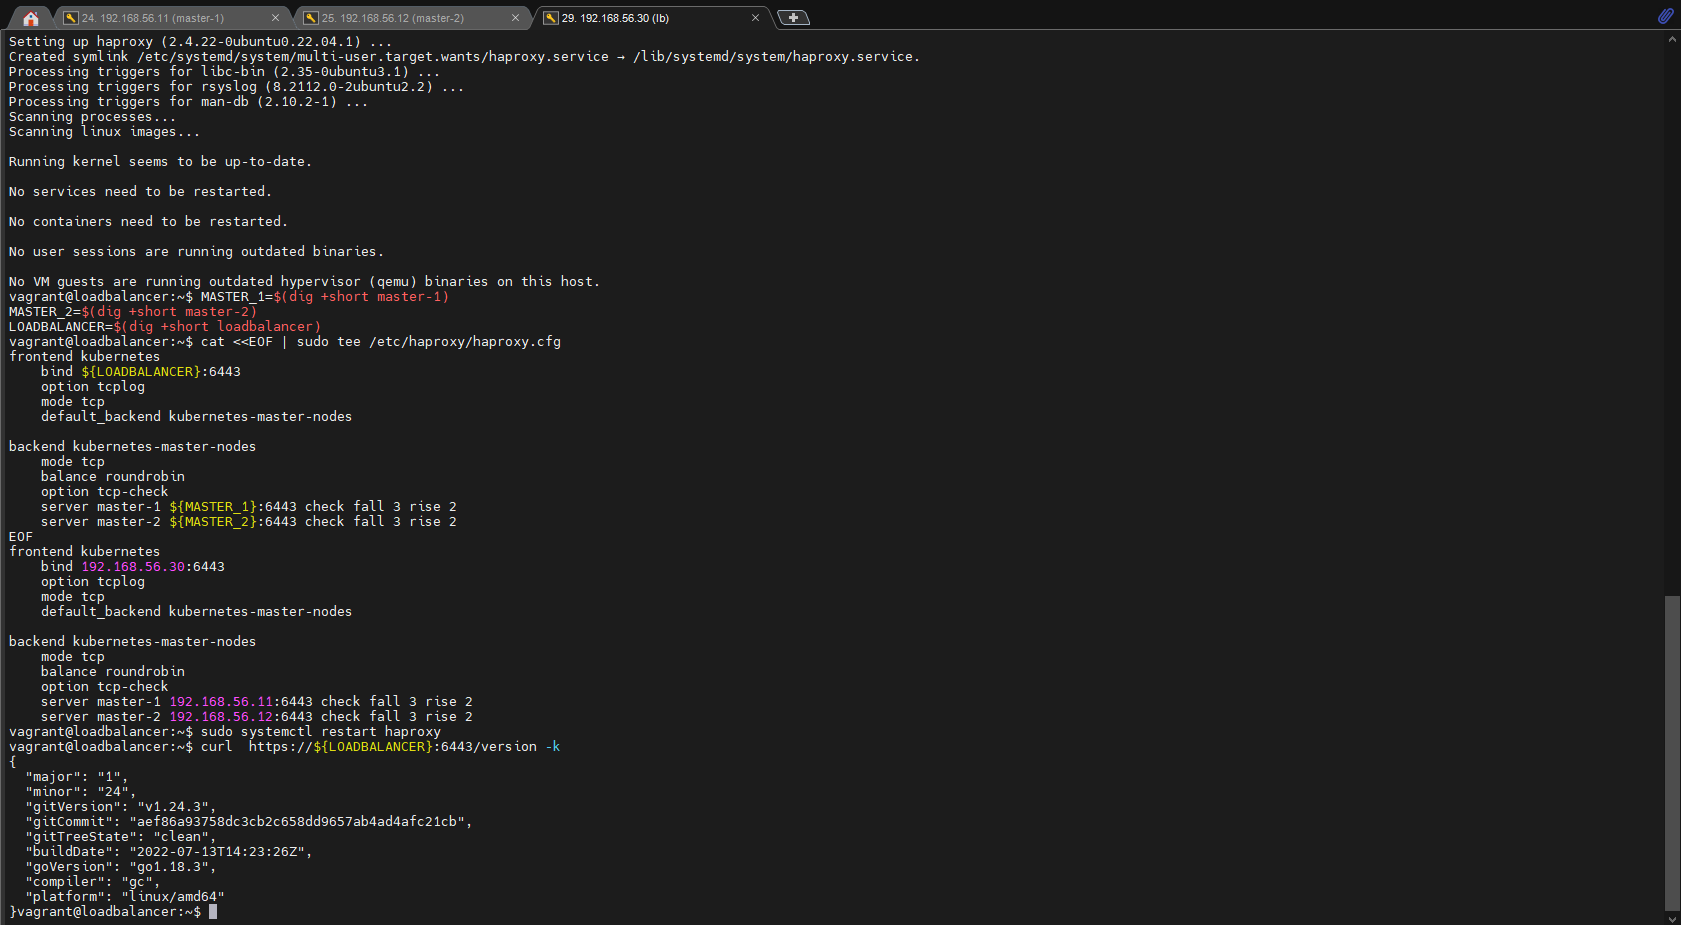 24. 192.168.56.11 (master-1)
25. 192.168.56.12 (master-2)
29. 192.168.56.30 (lb)
Setting up haproxy (2.4.22-0ubuntu0.22.04.1) ...
Created symlink /etc/systemd/system/multi-user.target.wants/haproxy.service → /lib/systemd/system/haproxy.service.
Processing triggers for libc-bin (2.35-0ubuntu3.1) ...
Processing triggers for rsyslog (8.2112.0-2ubuntu2.2) ...
Processing triggers for man-db (2.10.2-1) ...
Scanning processes...
Scanning linux images...
Running kernel seems to be up-to-date.
No services need to be restarted.
No containers need to be restarted.
No user sessions are running outdated binaries.
No VM guests are running outdated hypervisor (qemu) binaries on this host.
vagrant@loadbalancer:~$ MASTER_1=$(dig +short master-1)
MASTER_2=$(dig +short master-2)
LOADBALANCER=$(dig +short loadbalancer)
vagrant@loadbalancer:~$ cat <<EOF | sudo tee /etc/haproxy/haproxy.cfg
frontend kubernetes
    bind ${LOADBALANCER}:6443
    option tcplog
    mode tcp
    default_backend kubernetes-master-nodes
backend kubernetes-master-nodes
    mode tcp
    balance roundrobin
    option tcp-check
    server master-1 ${MASTER_1}:6443 check fall 3 rise 2
    server master-2 ${MASTER_2}:6443 check fall 3 rise 2
EOF
frontend kubernetes
    bind 192.168.56.30:6443
    option tcplog
    mode tcp
    default_backend kubernetes-master-nodes
backend kubernetes-master-nodes
    mode tcp
    balance roundrobin
    option tcp-check
    server master-1 192.168.56.11:6443 check fall 3 rise 2
    server master-2 192.168.56.12:6443 check fall 3 rise 2
vagrant@loadbalancer:~$ sudo systemctl restart haproxy
vagrant@loadbalancer:~$ curl  https://${LOADBALANCER}:6443/version -k
{
  "major": "1",
  "minor": "24",
  "gitVersion": "v1.24.3",
  "gitCommit": "aef86a93758dc3cb2c658dd9657ab4ad4afc21cb",
  "gitTreeState": "clean",
  "buildDate": "2022-07-13T14:23:26Z",
  "goVersion": "go1.18.3",
  "compiler": "gc",
  "platform": "linux/amd64"
}vagrant@loadbalancer:~$